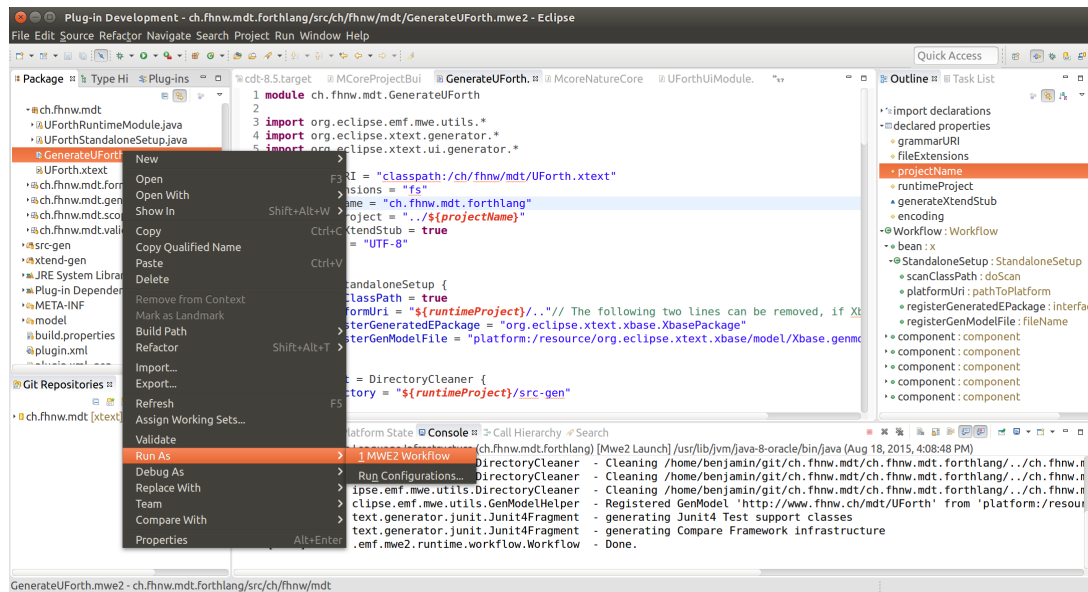 Plug-in Development - ch.fhnw.mdt.forthlang/src/ch/fhnw/mdt/GenerateUForth.mwe2 - Eclipse
File Edit Source Refactor Navigate Search Project Run Window Help
Quick Access
Package Type Hi Plug-ins
cdt-8.5.target MCoreProjectBui GenerateUForth. McoreNatureCore UForthUiModule.
Outline Task List
ch.fhnw.mdt
UForthRuntimeModule.java
UForthStandaloneSetup.java
GenerateUForth
UForth.xtext
ch.fhnw.mdt.forr
ch.fhnw.mdt.gen
ch.fhnw.mdt.scop
ch.fhnw.mdt.valid
src-gen
xtend-gen
JRE System Librar
Plug-in Dependen
META-INF
model
build.properties
plugin.xml
Git Repositories
ch.fhnw.mdt [xtext]
New
Open F3
Open With
Show In Shift+Alt+W
Copy Ctrl+C
Copy Qualified Name
Paste Ctrl+V
Delete
Remove from Context
Mark as Landmark
Build Path
Refactor Shift+Alt+T
Import...
Export...
Refresh F5
Assign Working Sets...
Validate
Run As
Debug As
Replace With
Team
Compare With
Properties Alt+Enter
1 MWE2 Workflow
Run Configurations...
1 module ch.fhnw.mdt.GenerateUForth
2
3 import org.eclipse.emf.mwe.utils.*
4 import org.eclipse.xtext.generator.*
5 import org.eclipse.xtext.ui.generator.*
RI = "classpath:/ch/fhnw/mdt/UForth.xtext"
nsions = "fs"
ame = "ch.fhnw.mdt.forthlang"
roject = "../${projectName}"
XtendStub = true
= "UTF-8"
tandaloneSetup {
ClassPath = true
formUri = "${runtimeProject}/.."// The following two lines can be removed, if Xb
sterGeneratedEPackage = "org.eclipse.xtext.xbase.XbasePackage"
sterGenModelFile = "platform:/resource/org.eclipse.xtext.xbase/model/Xbase.genmo
t = DirectoryCleaner {
ctory = "${runtimeProject}/src-gen"
import declarations
declared properties
grammarURI
fileExtensions
projectName
runtimeProject
generateXtendStub
encoding
Workflow : Workflow
bean : x
StandaloneSetup : StandaloneSetup
scanClassPath : doScan
platformUri : pathToPlatform
registerGeneratedEPackage : interfac
registerGenModelFile : fileName
component : component
component : component
component : component
component : component
component : component
latform State Console Call Hierarchy Search
(ch.fhnw.mdt.forthlang) [Mwe2 Launch] /usr/lib/jvm/java-8-oracle/bin/java (Aug 18, 2015, 4:08:48 PM)
DirectoryCleaner - Cleaning /home/benjamin/git/ch.fhnw.mdt/ch.fhnw.mdt.forthlang/../ch.fhnw.m
DirectoryCleaner - Cleaning /home/benjamin/git/ch.fhnw.mdt/ch.fhnw.mdt.forthlang/../ch.fhnw.m
ipse.emf.mwe.utils.DirectoryCleaner - Cleaning /home/benjamin/git/ch.fhnw.mdt/ch.fhnw.mdt.forthlang/../ch.fhnw.m
clipse.emf.mwe.utils.GenModelHelper - Registered GenModel 'http://www.fhnw.ch/mdt/UForth' from 'platform:/resour
text.generator.junit.Junit4Fragment - generating Junit4 Test support classes
text.generator.junit.Junit4Fragment - generating Compare Framework infrastructure
.emf.mwe2.runtime.workflow.Workflow - Done.
GenerateUForth.mwe2 - ch.fhnw.mdt.forthlang/src/ch/fhnw/mdt